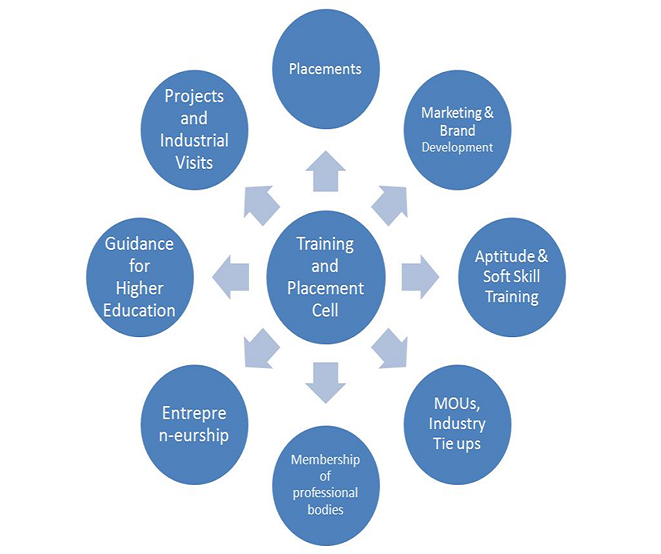 Placements
Marketing &
Brand
Development
Aptitude &
Soft Skill
Training
MOUs,
Industry
Tie ups
Membership
of
professional
bodies
Entrepre
n-eurship
Guidance
for
Higher
Education
Projects
and
Industrial
Visits
Training
and
Placement
Cell